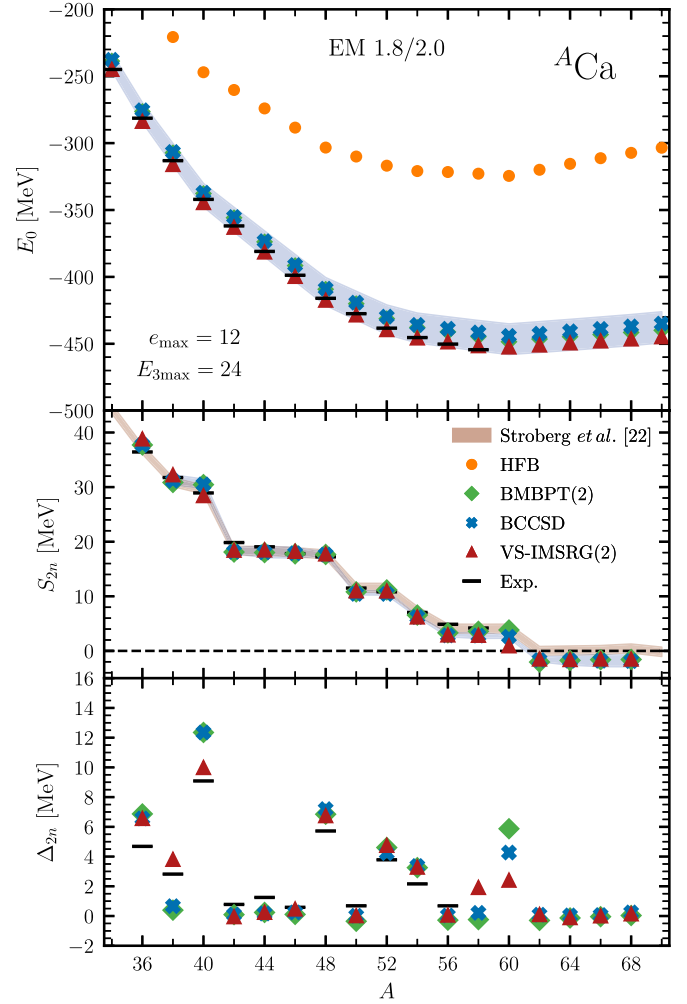 −200
−250
−300
−350
−400
−450
−500
E₀ [MeV]
EM 1.8/2.0
ᴬCa
eₘₐₓ = 12
E₃ₘₐₓ = 24
40
30
20
10
0
S₂ₙ [MeV]
Stroberg et al. [22]
HFB
BMBPT(2)
BCCSD
VS-IMSRG(2)
Exp.
16
14
12
10
8
6
4
2
0
−2
Δ₂ₙ [MeV]
36 40 44 48 52 56 60 64 68
A